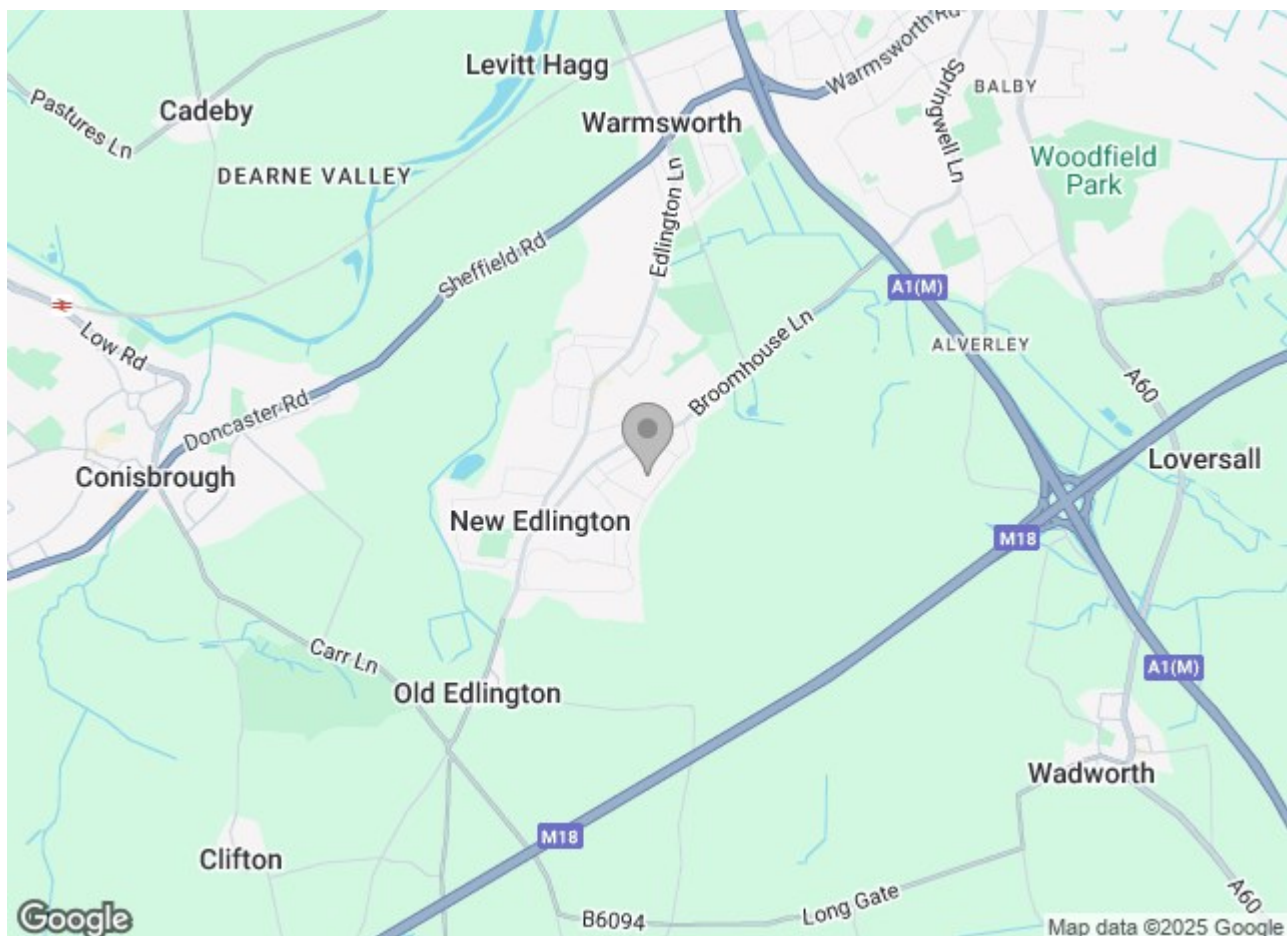 Levitt Hagg
Warmsworth Rd
BALBY
Cadeby
Pastures Ln
Warmsworth
Springwell Ln
DEARNE VALLEY
Woodfield
Park
Edlington Ln
Sheffield Rd
A1(M)
Low Rd
Broomhouse Ln
ALVERLEY
A60
Doncaster Rd
Conisbrough
Loversall
New Edlington
M18
Carr Ln
A1(M)
Old Edlington
Wadworth
M18
Clifton
Long Gate
A60
B6094
Google
Map data ©2025 Google